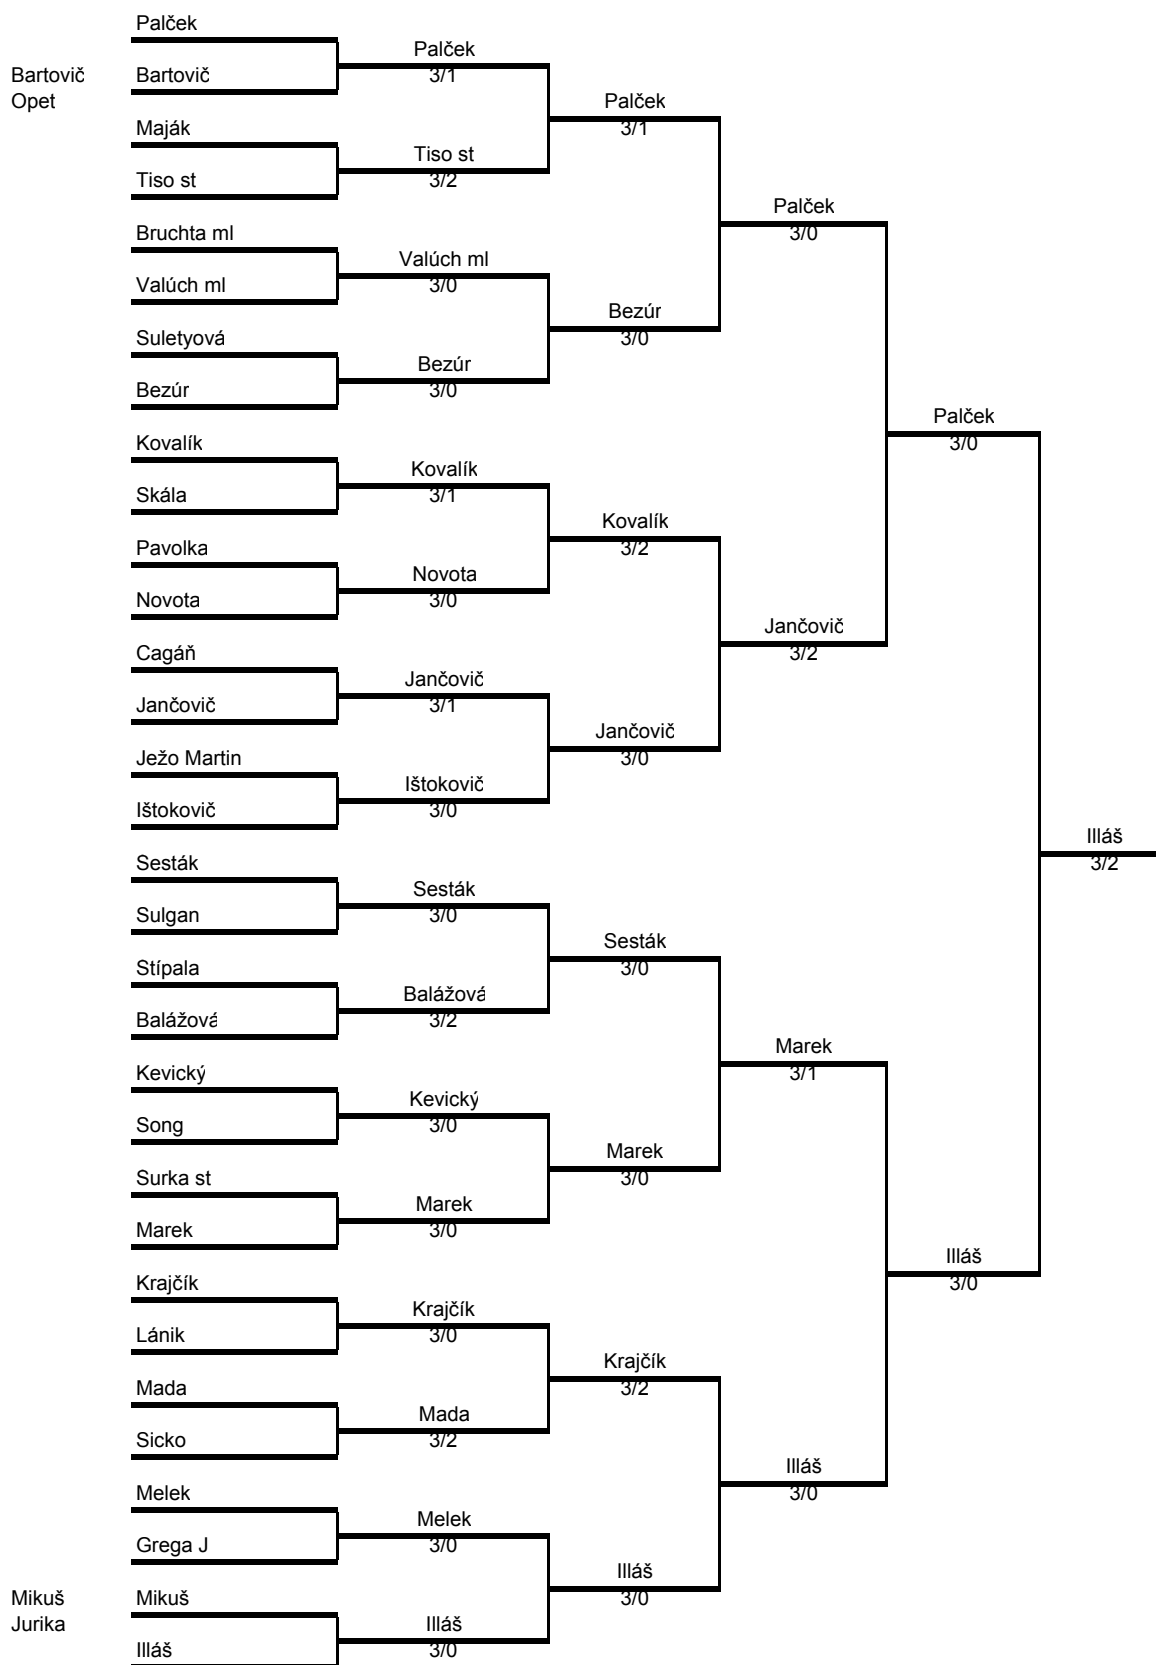 Palček
Bartovič
Opet
Bartovič
Maják
Tiso st
Bruchta ml
Valúch ml
Suletyová
Bezúr
Kovalík
Skála
Pavolka
Novota
Cagáň
Jančovič
Ježo Martin
Ištokovič
Sesták
Sulgan
Stípala
Balážová
Kevický
Song
Surka st
Marek
Krajčík
Lánik
Mada
Sicko
Melek
Grega J
Mikuš
Jurika
Mikuš
Illáš
Palček
3/1
Tiso st
3/2
Valúch ml
3/0
Bezúr
3/0
Kovalík
3/1
Novota
3/0
Jančovič
3/1
Ištokovič
3/0
Sesták
3/0
Balážová
3/2
Kevický
3/0
Marek
3/0
Krajčík
3/0
Mada
3/2
Melek
3/0
Illáš
3/0
Palček
3/1
Bezúr
3/0
Kovalík
3/2
Jančovič
3/0
Sesták
3/0
Marek
3/0
Krajčík
3/2
Illáš
3/0
Palček
3/0
Jančovič
3/2
Marek
3/1
Illáš
3/0
Palček
3/0
Illáš
3/0
Illáš
3/2